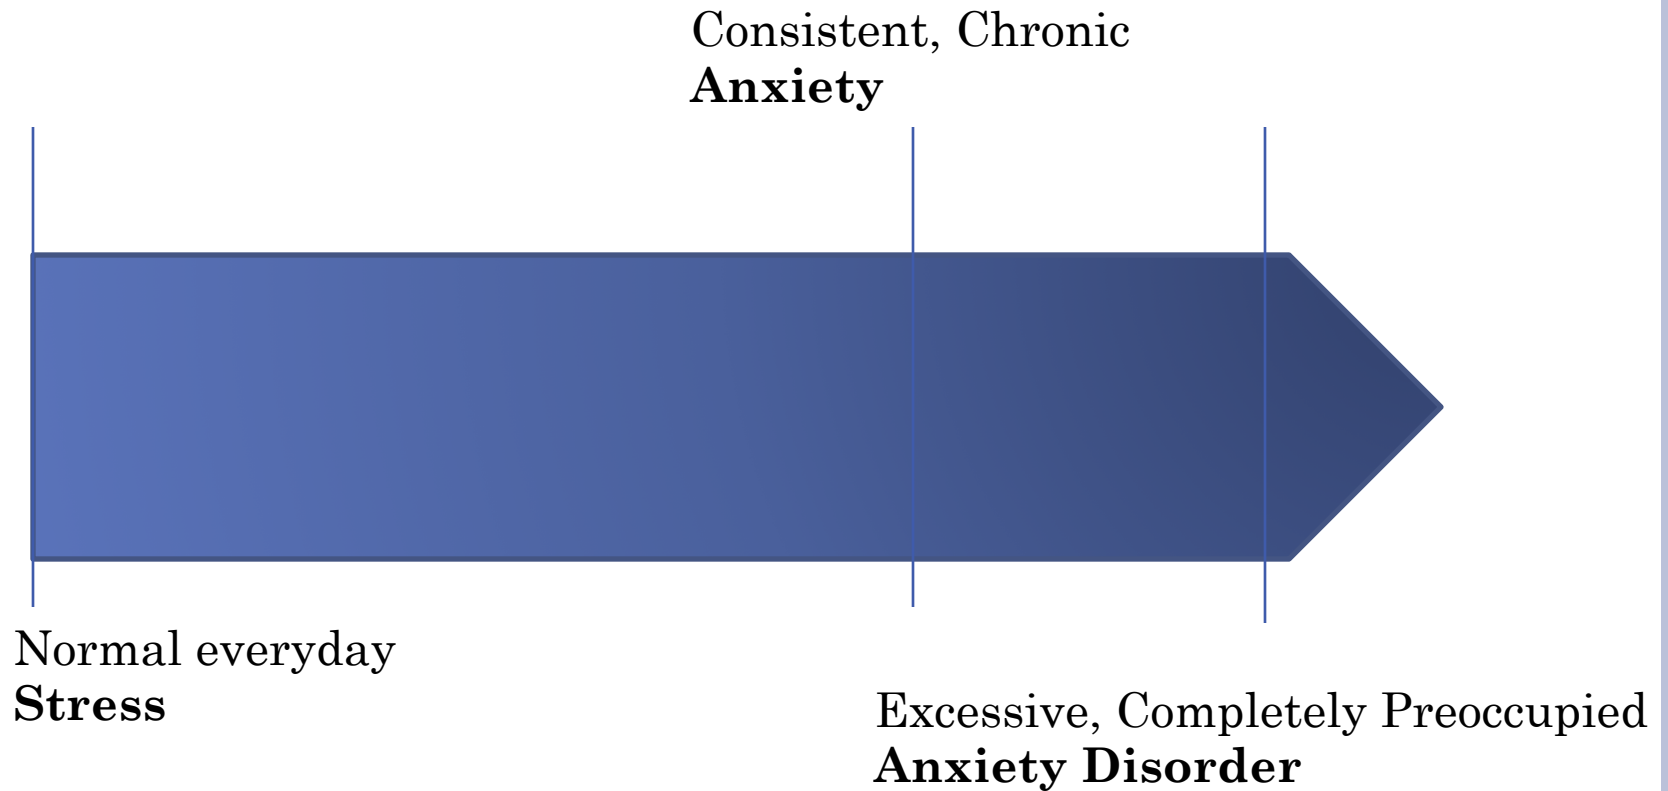 Consistent, Chronic
Anxiety
Normal everyday
Stress
Excessive, Completely Preoccupied
Anxiety Disorder